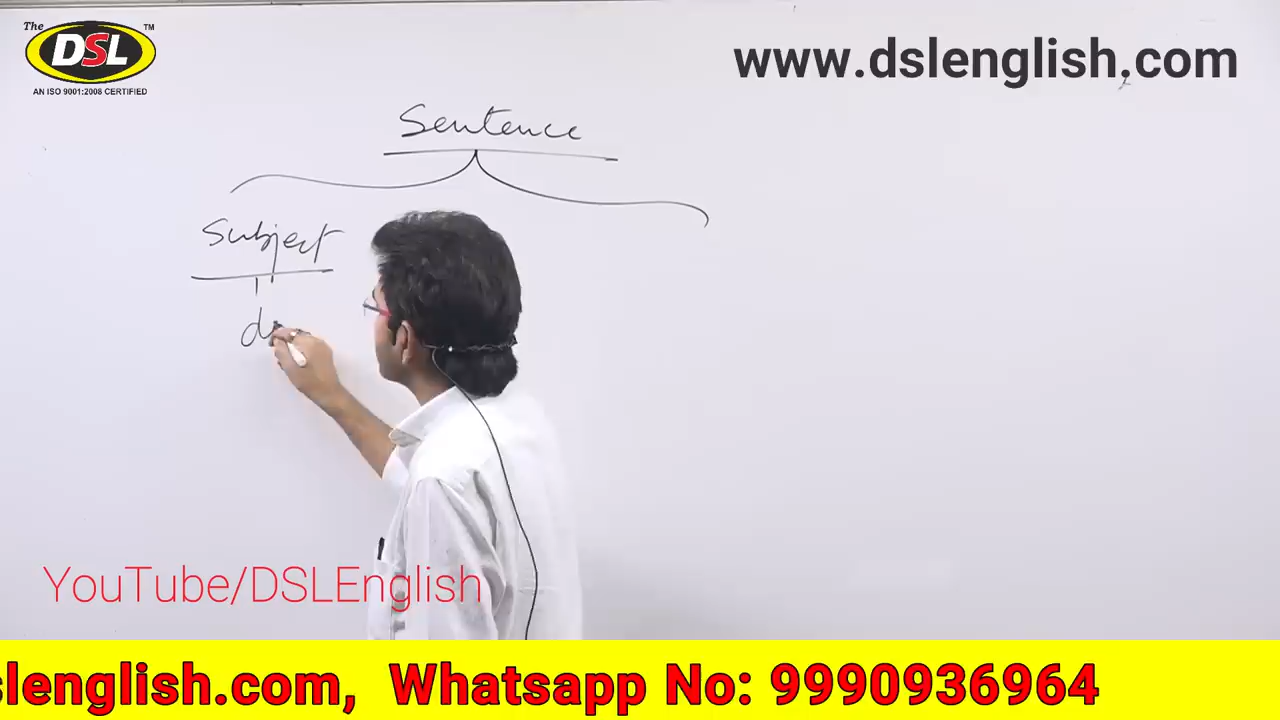 The DSL TM
AN ISO 9001:2008 CERTIFIED
www.dslenglish.com
Sentence
Subject
YouTube/DSLEnglish
slenglish.com, Whatsapp No: 9990936964